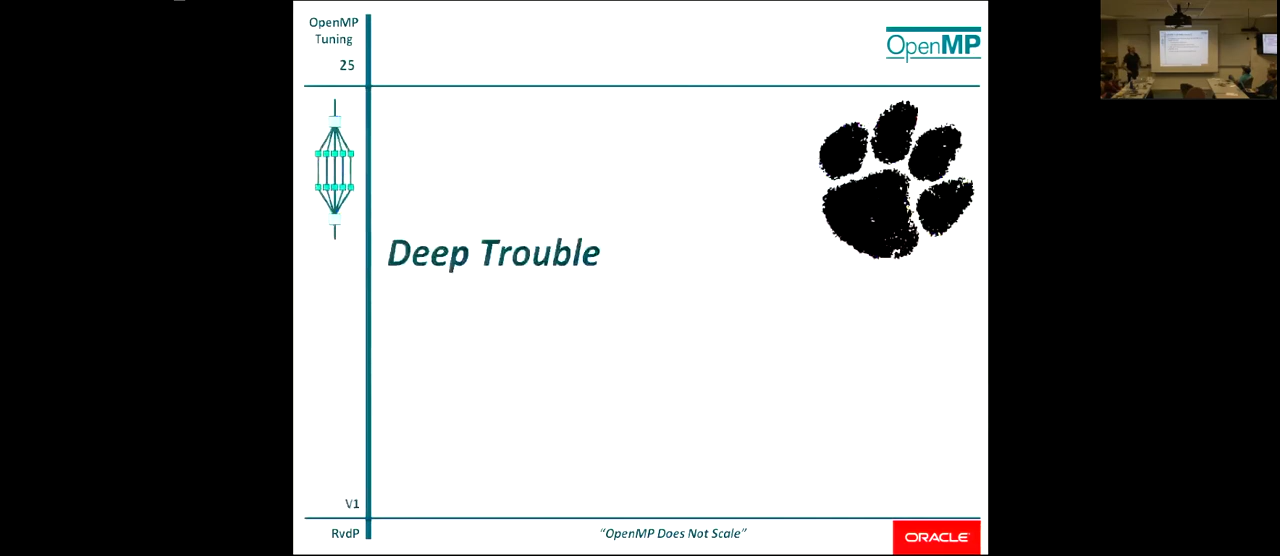 OpenMP
Tuning
25
OpenMP
Deep Trouble
V1
RvdP
"OpenMP Does Not Scale"
ORACLE